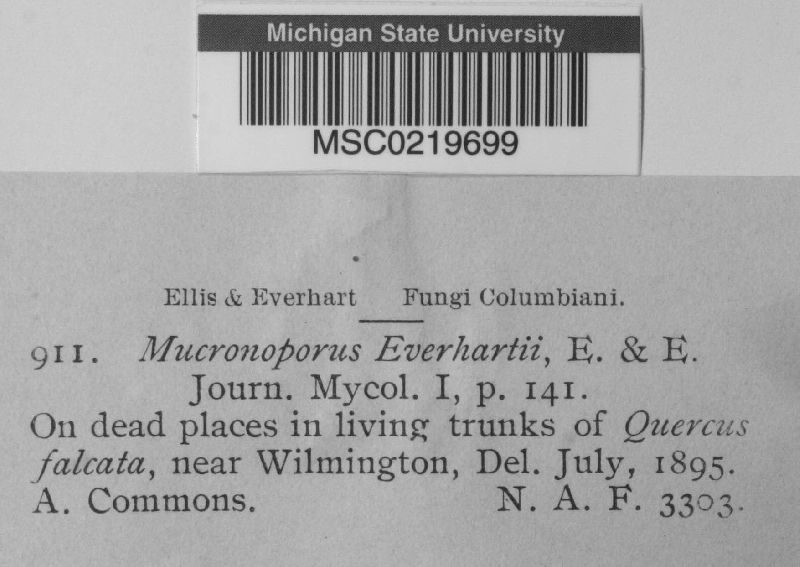 Michigan State University
MSC0219699
Ellis & Everhart Fungi Columbiani.
911. Mucronoporus Everhartii, E. & E.
Journ. Mycol. I, p. 141.
On dead places in living trunks of Quercus
falcata, near Wilmington, Del. July, 1895.
A. Commons. N. A. F. 3303.